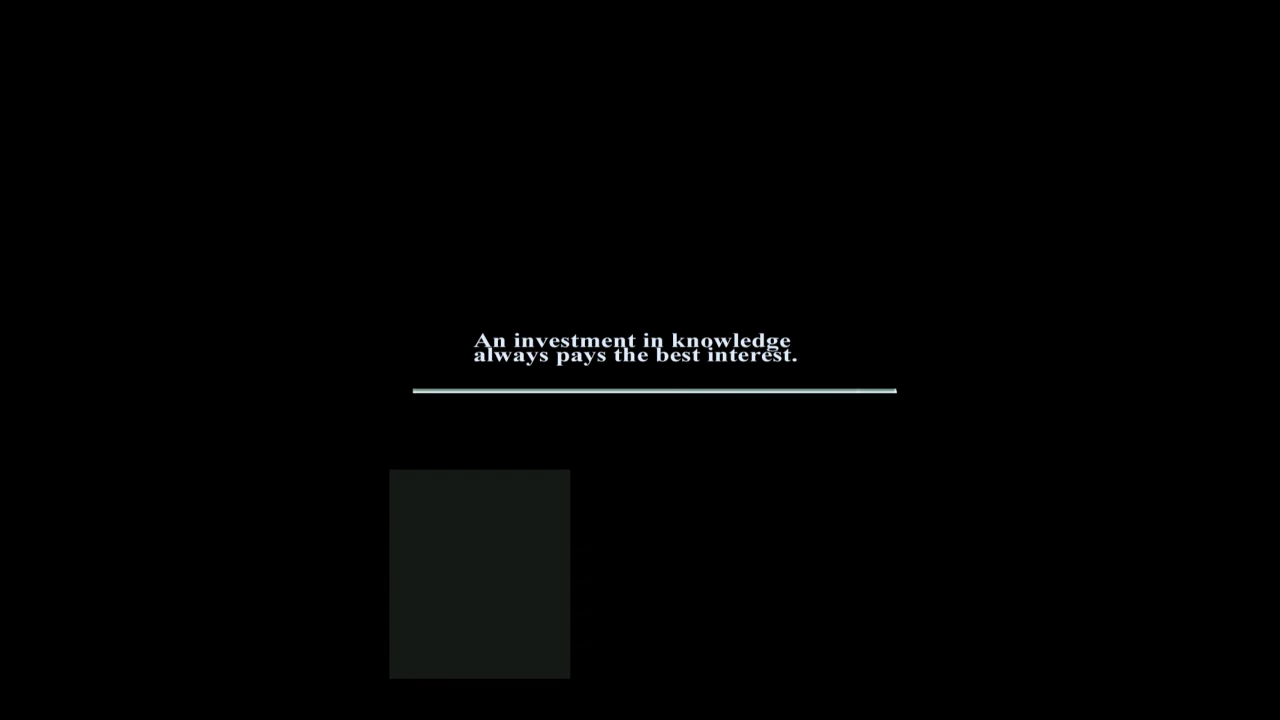 An investment in knowledge
always pays the best interest.